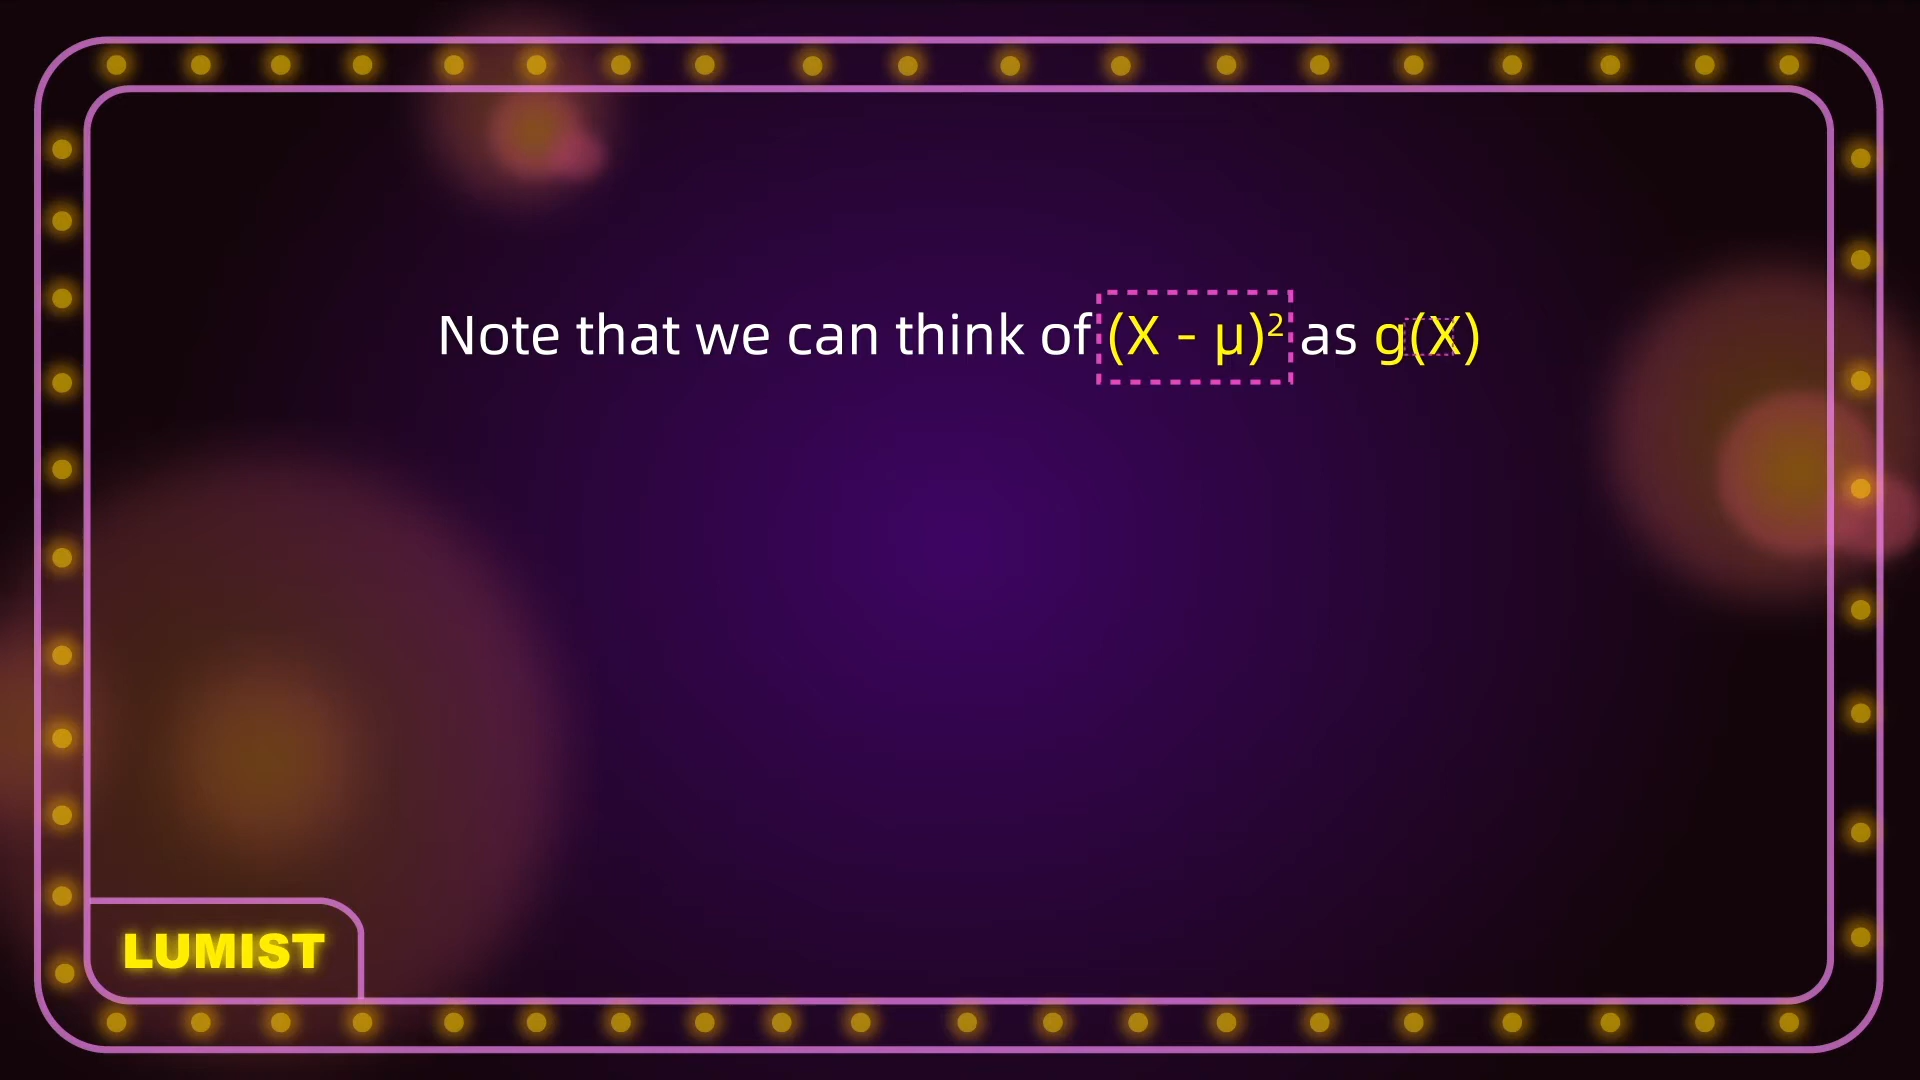 Note that we can think of (X - μ)² as g(X)
LUMIST